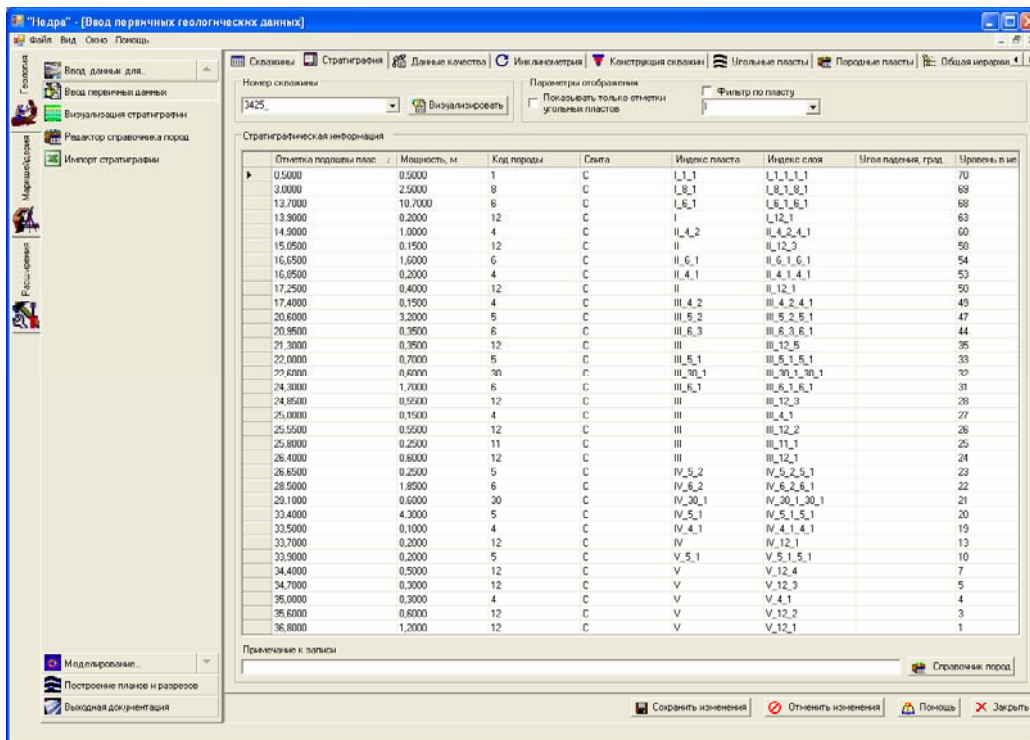 "Недра" - [Ввод первичных геологических данных]
Файл Вид Окно Помощь
Геология
Маркшейдерия
Расширения
Ввод данных для...
Ввод первичных данных
Визуализация стратиграфии
Редактор справочника пород
Импорт стратиграфии
Скважины Стратиграфия Данные качества Инклинометрия Конструкция скважин Угольные пласты Породные пласты Общая иерархи
Номер скважины
3425_
Визуализировать
Параметры отображения
Показывать только отметки угольных пластов
Фильтр по пласту
I
Стратиграфическая информация
Отметка подошвы плас Мощность, м Код породы Свита Индекс пласта Индекс слоя Угол падения, град. Уровень в ие
0.5000 0.5000 1 С I_1_1 I_1_1_1_1 70
3.0000 2.5000 8 С I_8_1 I_8_1_8_1 69
13.7000 10.7000 6 С I_6_1 I_6_1_6_1 68
13.9000 0.2000 12 С I I_12_1 63
14.9000 1.0000 4 С II_4_2 II_4_2_4_1 60
15.0500 0.1500 12 С II II_12_3 58
16,6500 1,6000 6 С II_6_1 II_6_1_6_1 54
16,8500 0,2000 4 С II_4_1 II_4_1_4_1 53
17,2500 0,4000 12 С II II_12_1 50
17,4000 0,1500 4 С III_4_2 III_4_2_4_1 49
20,6000 3,2000 5 С III_5_2 III_5_2_5_1 47
20,9500 0,3500 6 С III_6_3 III_6_3_6_1 44
21,3000 0,3500 12 С III III_12_5 35
22,0000 0,7000 5 С III_5_1 III_5_1_5_1 33
22,6000 0,6000 30 С III_30_1 III_30_1_30_1 32
24,3000 1,7000 6 С III_6_1 III_6_1_6_1 31
24,8500 0,5500 12 С III III_12_3 28
25,0000 0,1500 4 С III III_4_1 27
25.5500 0.5500 12 С III III_12_2 26
25.8000 0.2500 11 С III III_11_1 25
26.4000 0.6000 12 С III III_12_1 24
26.6500 0.2500 5 С IV_5_2 IV_5_2_5_1 23
28.5000 1.8500 6 С IV_6_2 IV_6_2_6_1 22
29.1000 0.6000 30 С IV_30_1 IV_30_1_30_1 21
33.4000 4.3000 5 С IV_5_1 IV_5_1_5_1 20
33,5000 0,1000 4 С IV_4_1 IV_4_1_4_1 19
33,7000 0,2000 12 С IV IV_12_1 13
33,9000 0,2000 5 С V_5_1 V_5_1_5_1 10
34,4000 0,5000 12 С V V_12_4 7
34,7000 0,3000 12 С V V_12_3 5
35,0000 0,3000 4 С V V_4_1 4
35,6000 0,6000 12 С V V_12_2 3
36,8000 1,2000 12 С V V_12_1 1
Примечание к записи
Справочник пород
Моделирование...
Построение планов и разрезов
Выходная документация
Сохранить изменения Отменить изменения Помощь Закрыть